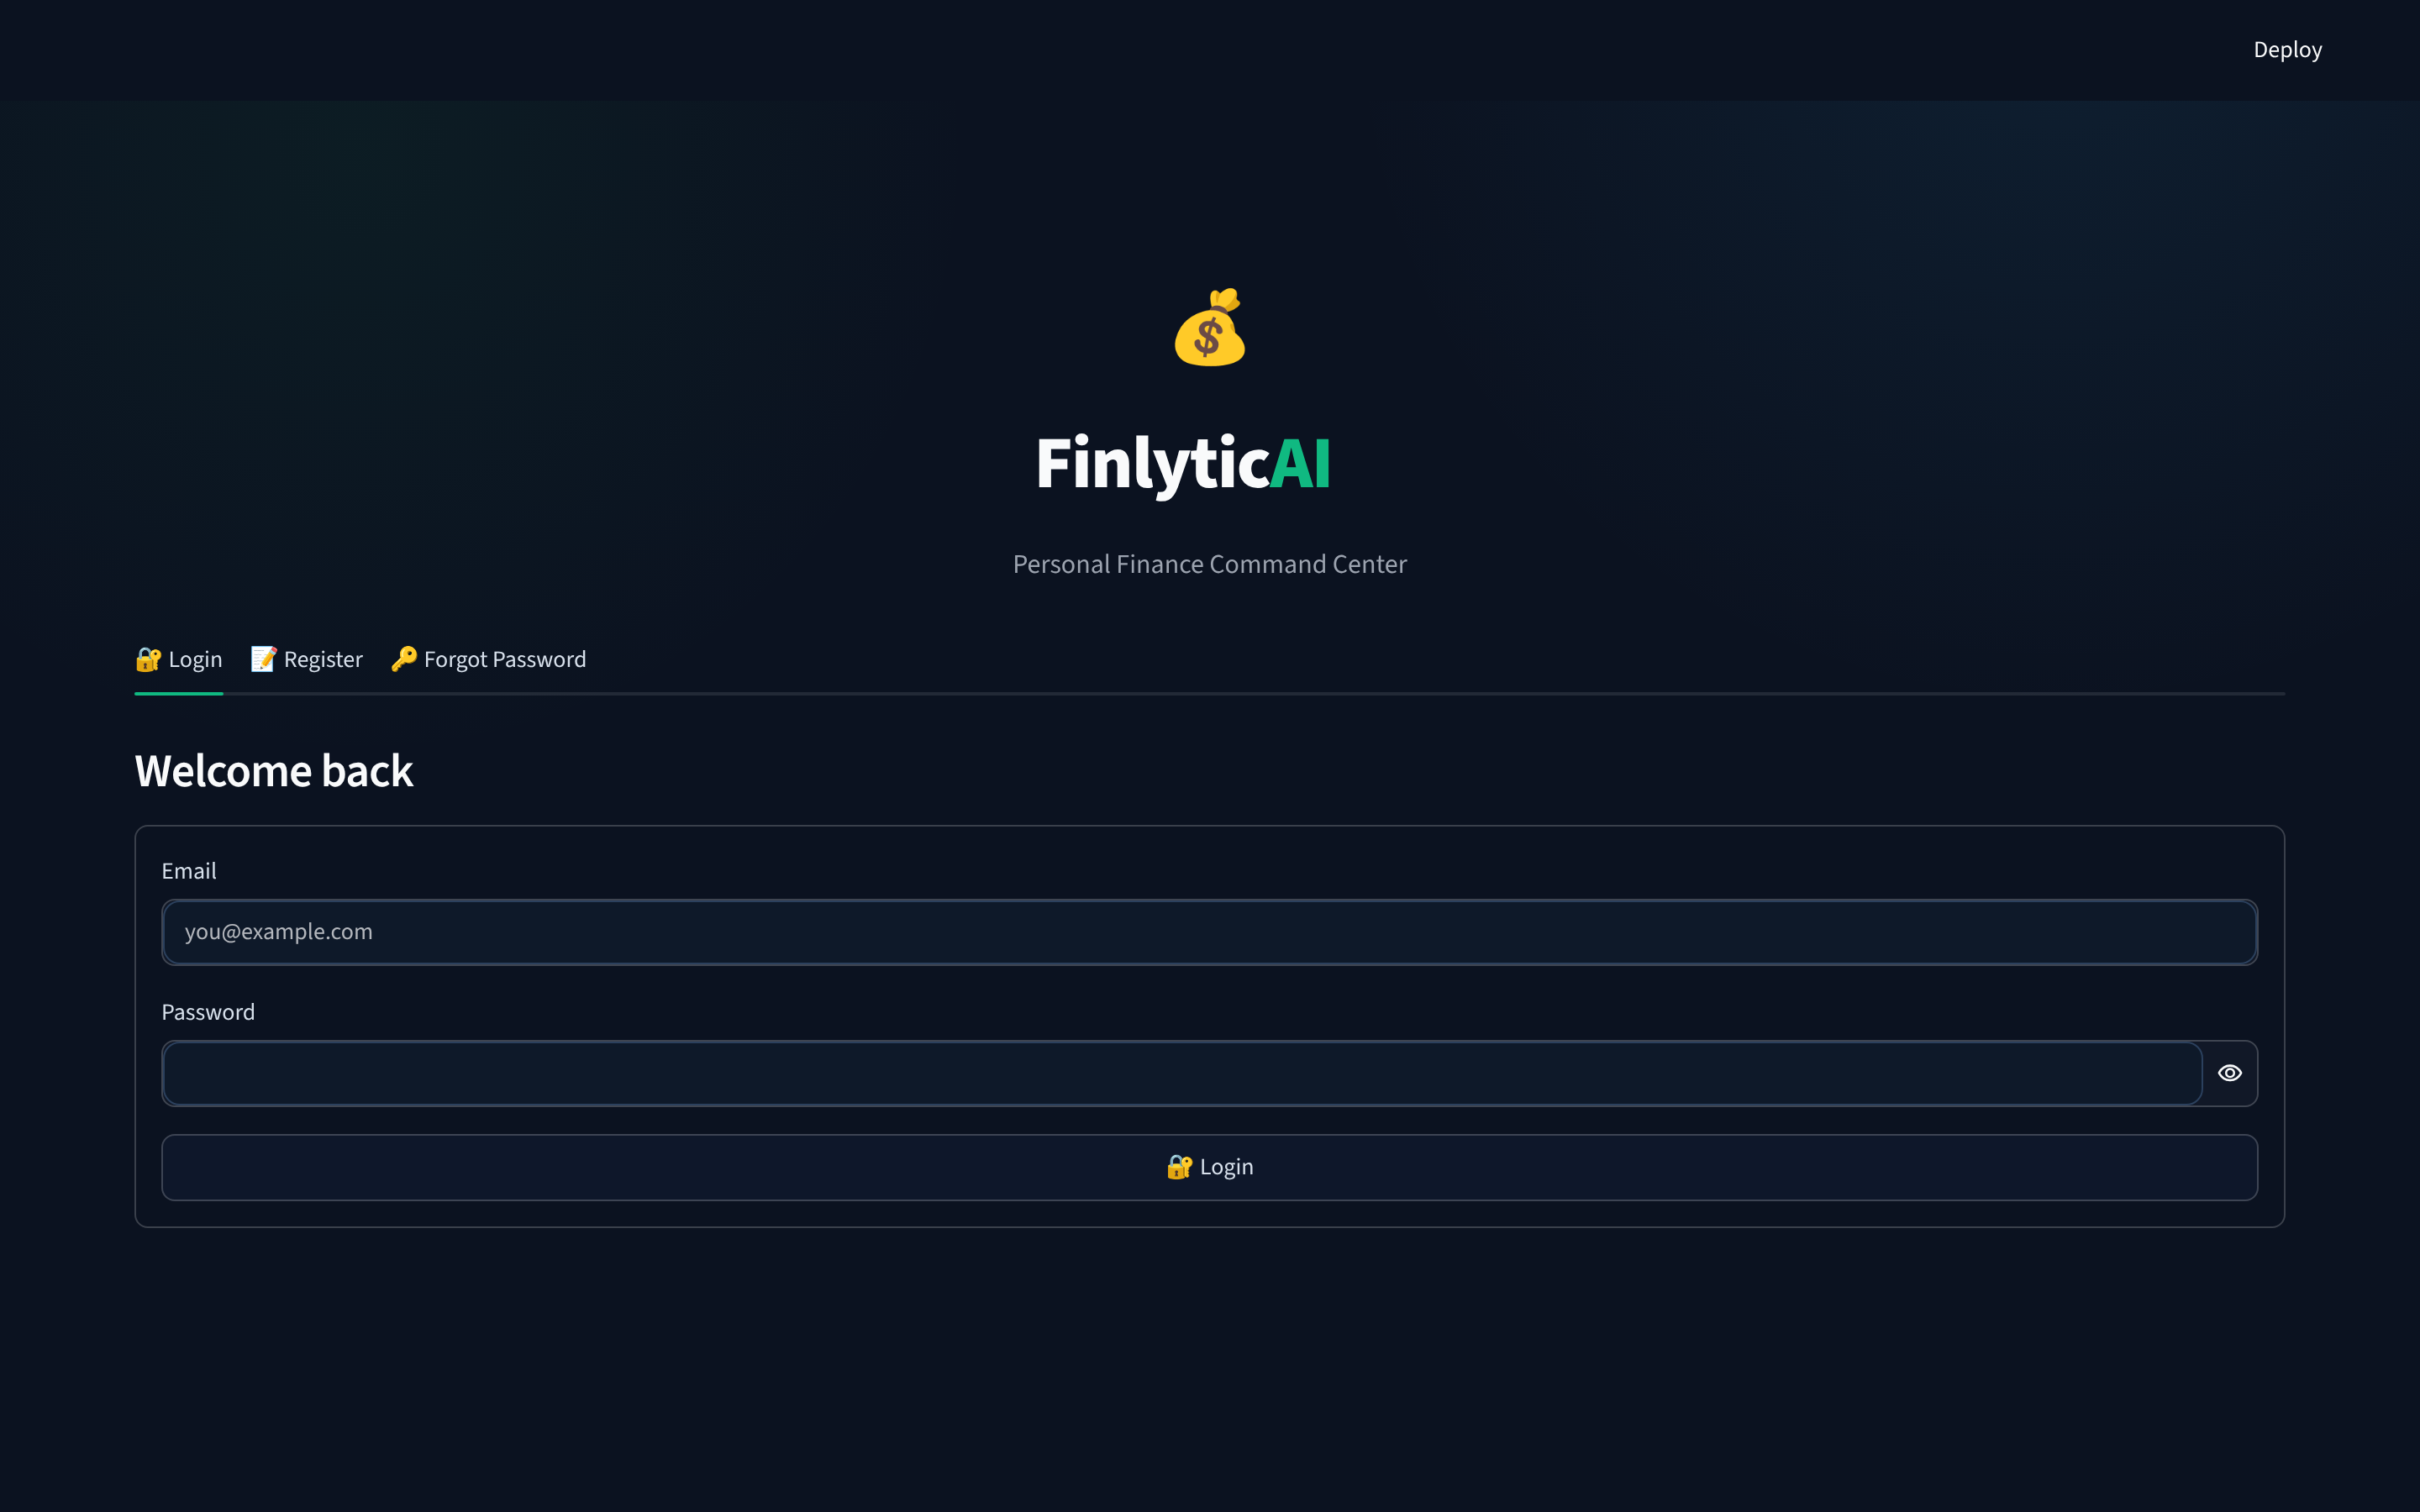 Deploy
FinlyticAI
Personal Finance Command Center
Login Register Forgot Password
Welcome back
Email
you@example.com
Password
Login